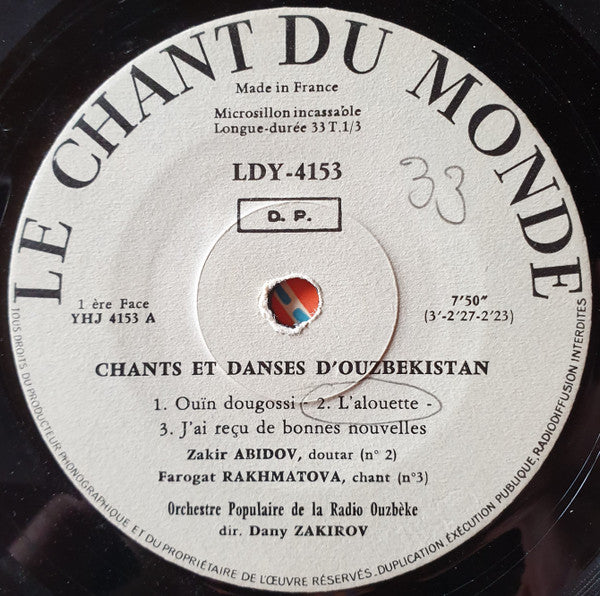 LE CHANT DU MONDE
Made in France
Microsillon incassable
Longue-durée 33 T.1/3
LDY-4153
33
D. P.
1 ère Face
YHJ 4153 A
7'50"
(3'-2'27-2'23)
CHANTS ET DANSES D'OUZBEKISTAN
1. Ouïn dougossi - 2. L'alouette -
3. J'ai reçu de bonnes nouvelles
Zakir ABIDOV, doutar (n° 2)
Farogat RAKHMATOVA, chant (n°3)
Orchestre Populaire de la Radio Ouzbèke
dir. Dany ZAKIROV
TOUS DROITS DU PRODUCTEUR PHONOGRAPHIQUE ET DU PROPRIÉTAIRE DE L'ŒUVRE RÉSERVÉS. DUPLICATION, EXÉCUTION PUBLIQUE, RADIODIFFUSION INTERDITES